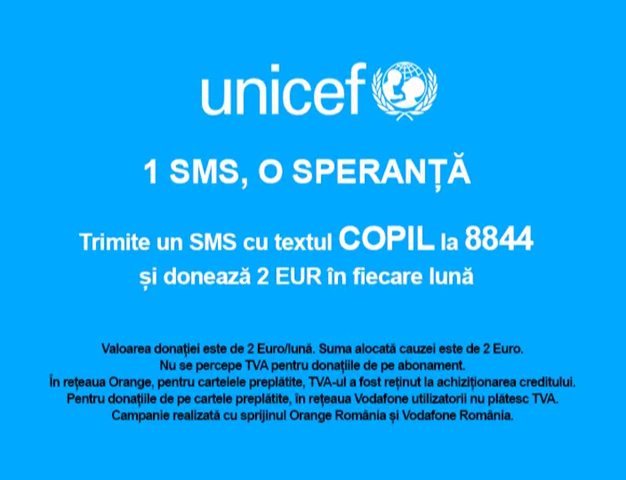 unicef
1 SMS, O SPERANȚĂ
Trimite un SMS cu textul COPIL la 8844
și donează 2 EUR în fiecare lună
Valoarea donației este de 2 Euro/lună. Suma alocată cauzei este de 2 Euro.
Nu se percepe TVA pentru donațiile de pe abonament.
În rețeaua Orange, pentru cartelele preplătite, TVA-ul a fost reținut la achiziționarea creditului.
Pentru donațiile de pe cartele preplătite, în rețeaua Vodafone utilizatorii nu plătesc TVA.
Campanie realizată cu sprijinul Orange România și Vodafone România.